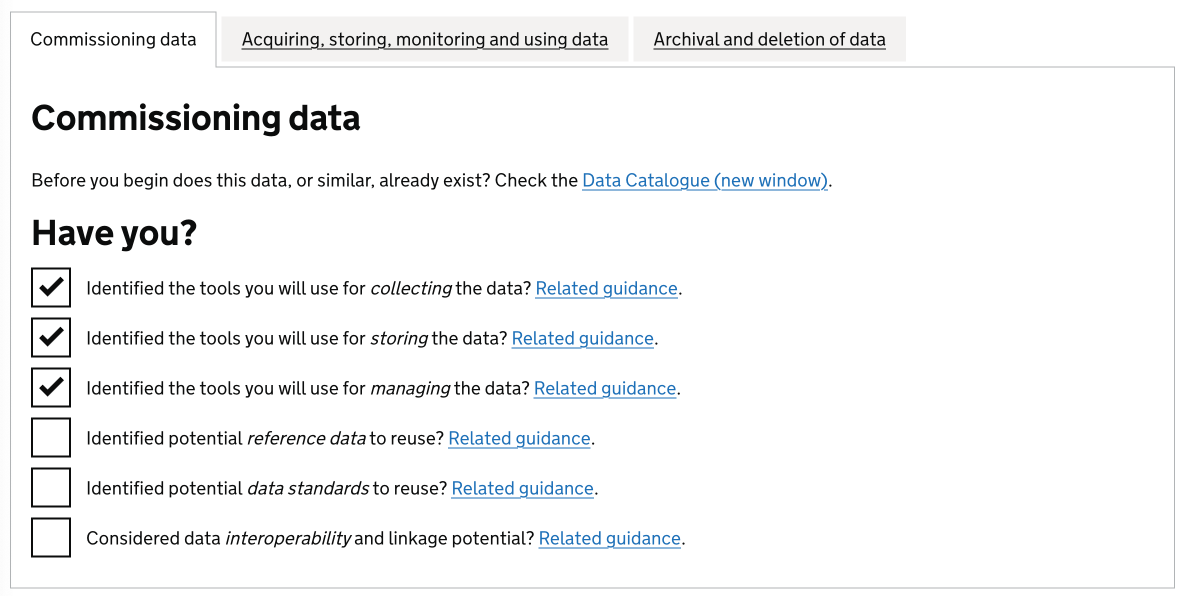 Commissioning data
Acquiring, storing, monitoring and using data
Archival and deletion of data
Commissioning data
Before you begin does this data, or similar, already exist? Check the Data Catalogue (new window).
Have you?
Identified the tools you will use for collecting the data? Related guidance.
Identified the tools you will use for storing the data? Related guidance.
Identified the tools you will use for managing the data? Related guidance.
Identified potential reference data to reuse? Related guidance.
Identified potential data standards to reuse? Related guidance.
Considered data interoperability and linkage potential? Related guidance.